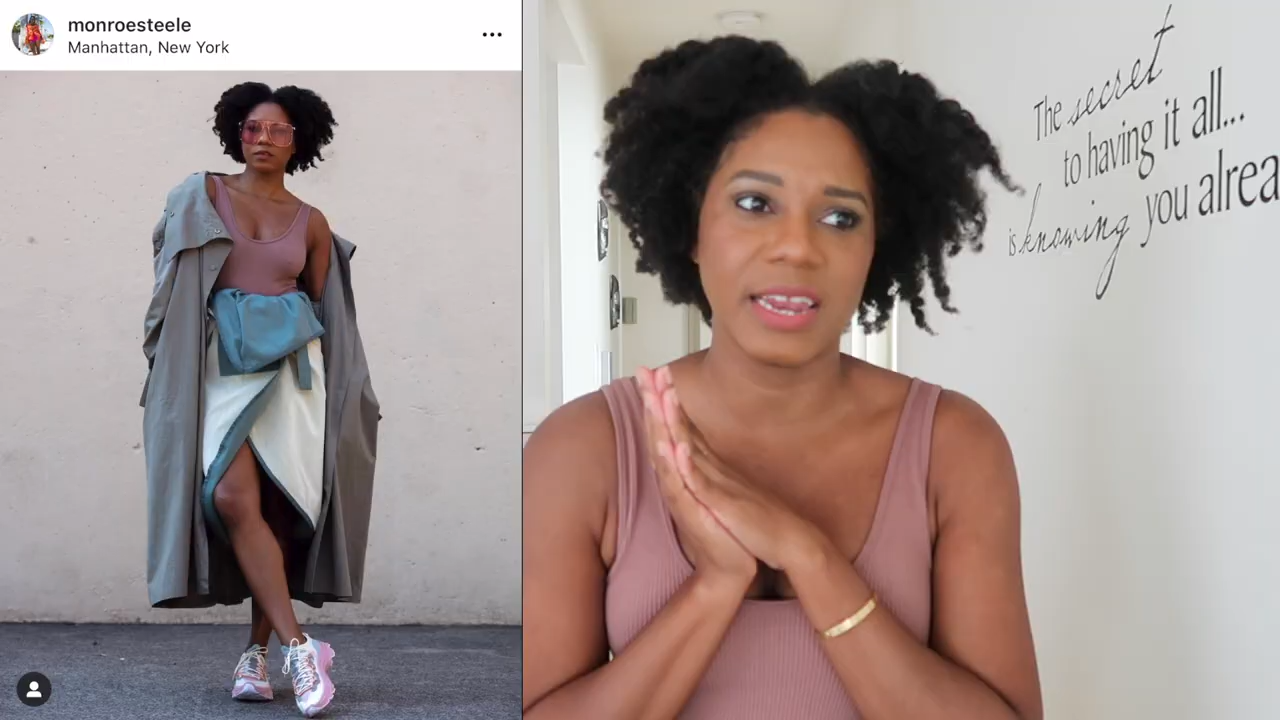 monroesteele
Manhattan, New York
The secret
to having it all...
is knowing you alrea